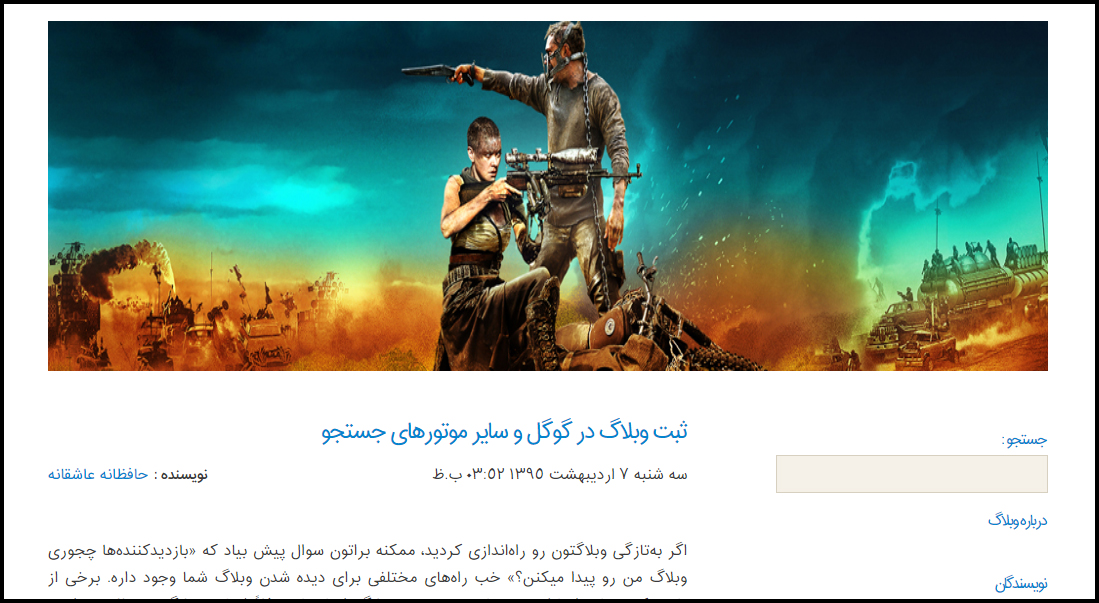 ثبت وبلاگ در گوگل و سایر موتورهای جستجو
سه شنبه ۷ اردیبهشت ۱۳۹۵ ۰۳:۵۲ ب.ظ
نویسنده : حافظانه عاشقانه
اگر به‌تازگی وبلاگتون رو راه‌اندازی کردید، ممکنه براتون سوال پیش بیاد که «بازدیدکننده‌ها چجوری
وبلاگ من رو پیدا میکنن؟» خب راه‌های مختلفی برای دیده شدن وبلاگ شما وجود داره. برخی از
جستجو :
درباره وبلاگ
نویسندگان